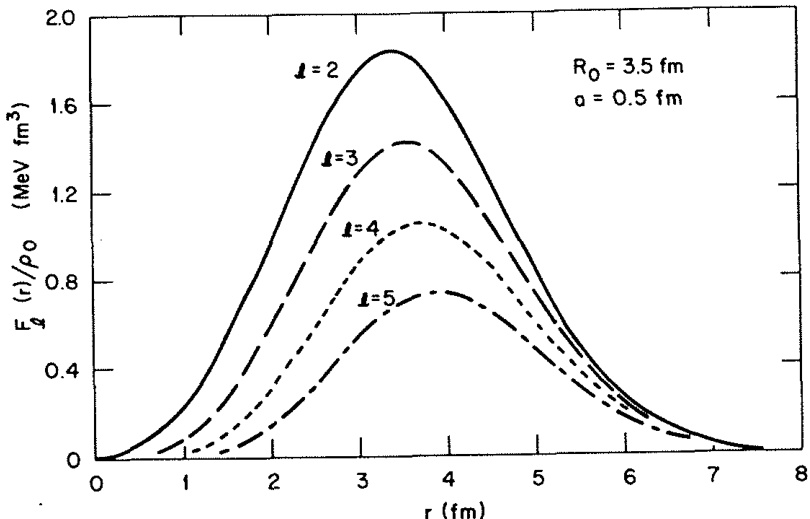 2.0
1.6
1.2
0.8
0.4
0
F_ℓ (r)/ρ₀ (MeV fm³)
ℓ=2
ℓ=3
ℓ=4
ℓ=5
R₀ = 3.5 fm
a = 0.5 fm
0 1 2 3 4 5 6 7 8
r (fm)